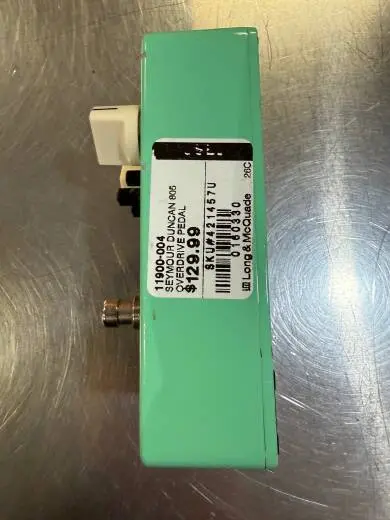 11900-004
SEYMOUR DUNCAN 805
OVERDRIVE PEDAL
$129.99
SKU#421457U
0160330
Long & McQuade
26C